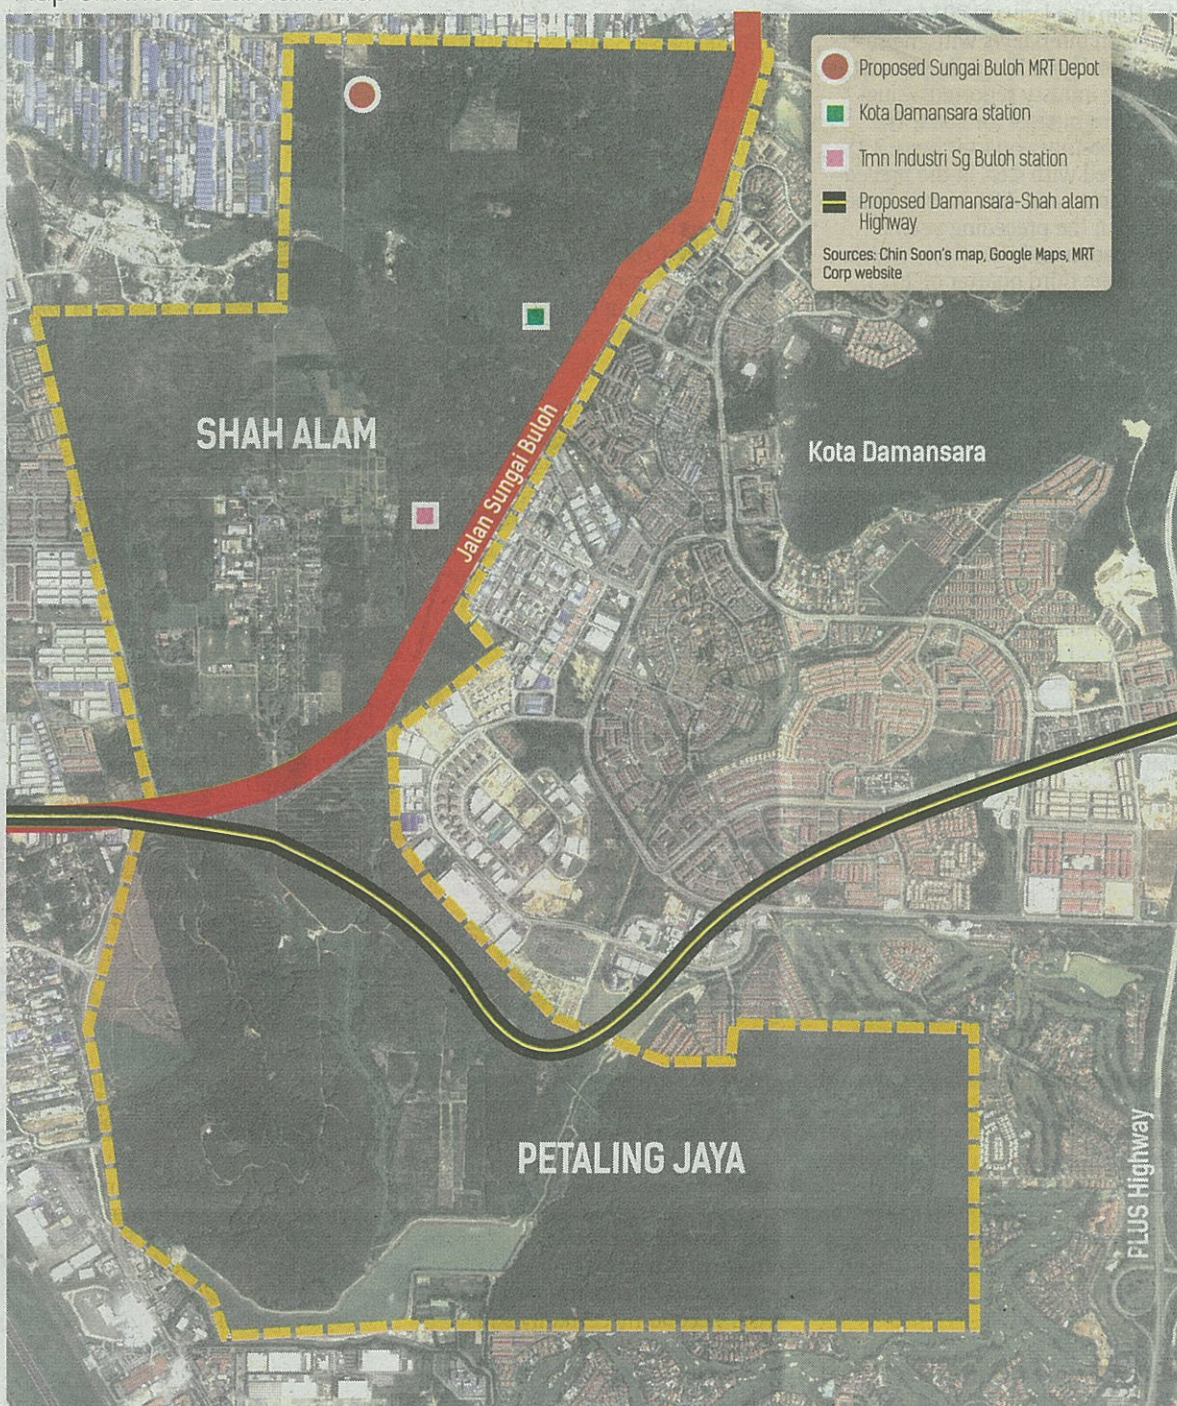 Proposed Sungai Buloh MRT Depot
Kota Damansara station
Tmn Industri Sg Buloh station
Proposed Damansara-Shah alam
Highway
Sources: Chin Soon's map, Google Maps, MRT
Corp website
SHAH ALAM
Jalan Sungai Buloh
Kota Damansara
PETALING JAYA
PLUS Highway